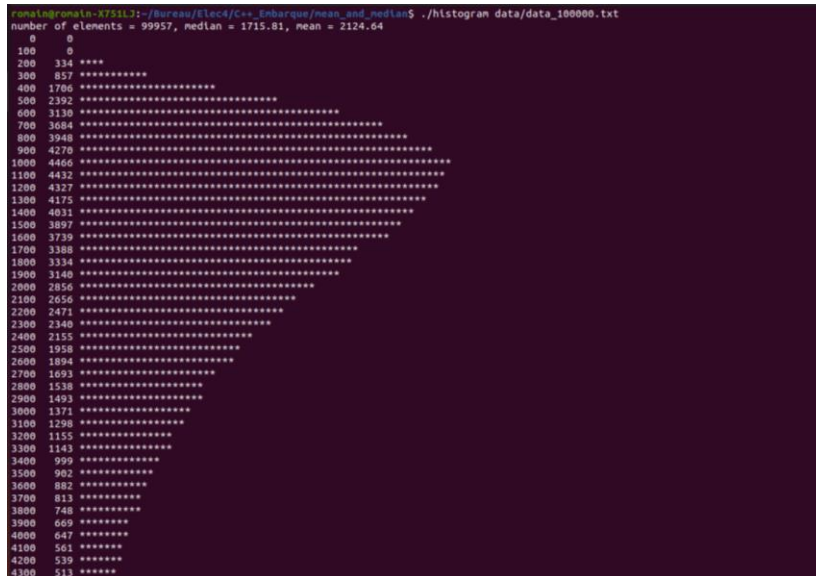 romain@romain-X751LJ:~/Bureau/Elec4/C++_Embarque/mean_and_median$ ./histogram data/data_100000.txt
number of elements = 99957, median = 1715.81, mean = 2124.64
0 0
100 0
200 334 ****
300 857 ***********
400 1706 **********************
500 2392 ********************************
600 3130 ******************************************
700 3684 *************************************************
800 3948 *****************************************************
900 4270 *********************************************************
1000 4466 ************************************************************
1100 4432 ***********************************************************
1200 4327 **********************************************************
1300 4175 ********************************************************
1400 4031 ******************************************************
1500 3897 ****************************************************
1600 3739 **************************************************
1700 3388 *********************************************
1800 3334 ********************************************
1900 3140 ******************************************
2000 2856 **************************************
2100 2656 ***********************************
2200 2471 *********************************
2300 2340 *******************************
2400 2155 ****************************
2500 1958 **************************
2600 1894 *************************
2700 1693 **********************
2800 1538 ********************
2900 1493 ********************
3000 1371 ******************
3100 1298 *****************
3200 1155 ***************
3300 1143 ***************
3400 999 *************
3500 902 ************
3600 882 ***********
3700 813 **********
3800 748 **********
3900 669 ********
4000 647 ********
4100 561 *******
4200 539 *******
4300 513 ******